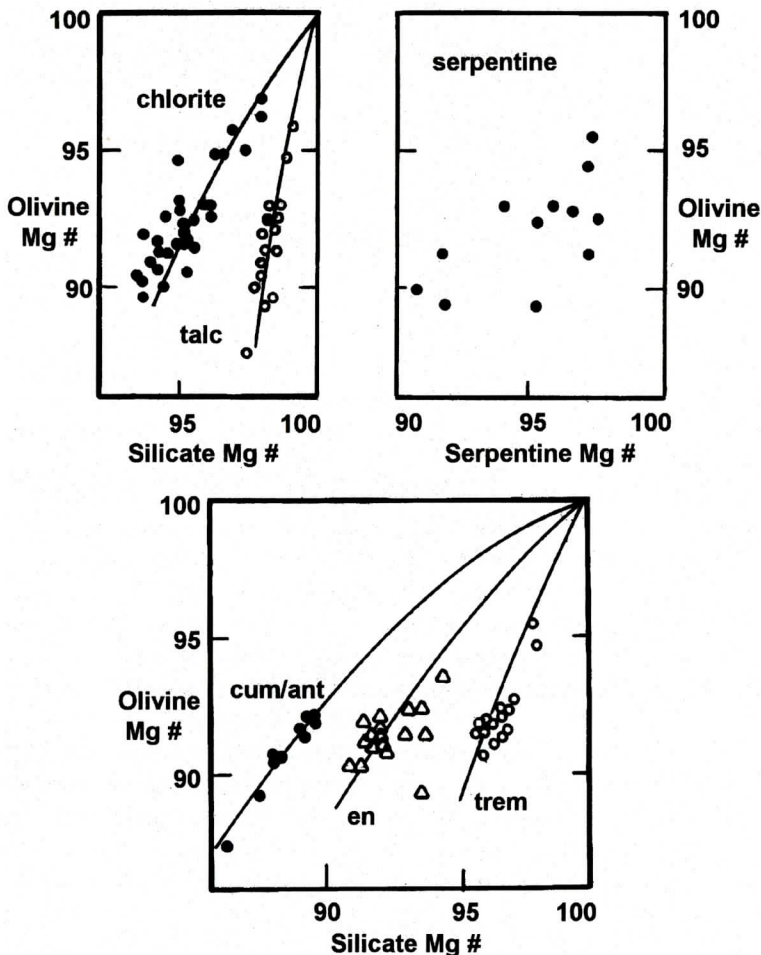 100
chlorite
95
Olivine
Mg #
90
talc
95
100
Silicate Mg #
100
serpentine
95
Olivine
Mg #
90
90
95
100
Serpentine Mg #
100
95
cum/ant
Olivine
Mg #
90
en
trem
90
95
100
Silicate Mg #